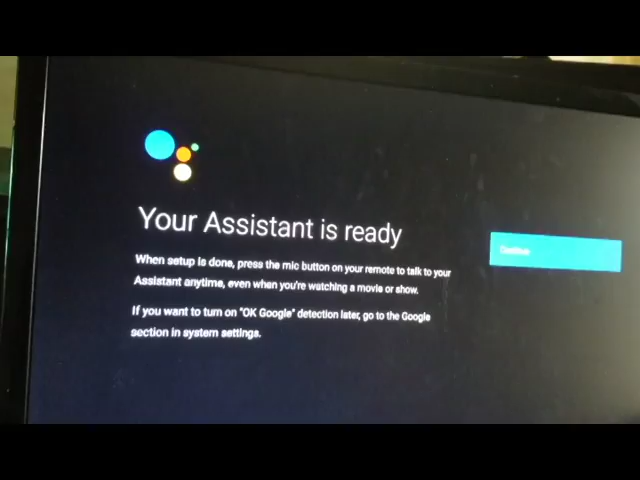 Your Assistant is ready
When setup is done, press the mic button on your remote to talk to your
Assistant anytime, even when you're watching a movie or show.
If you want to turn on "OK Google" detection later, go to the Google
section in system settings.
Continue